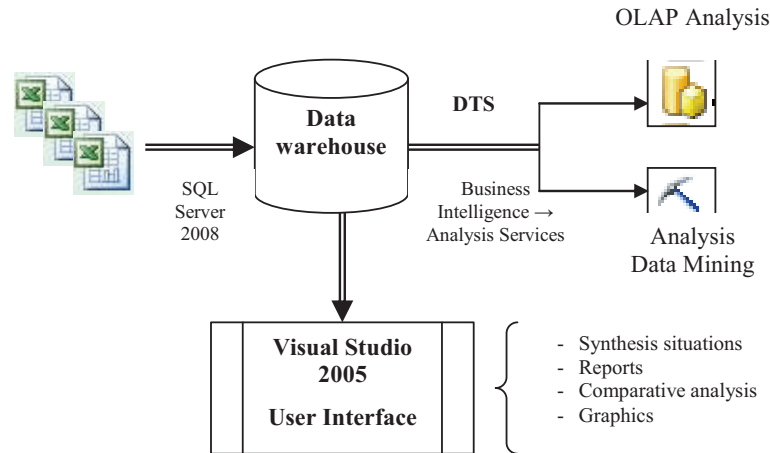 OLAP Analysis
Data
warehouse
DTS
SQL
Server
2008
Business
Intelligence →
Analysis Services
Analysis
Data Mining
Visual Studio
2005
User Interface
- Synthesis situations
- Reports
- Comparative analysis
- Graphics